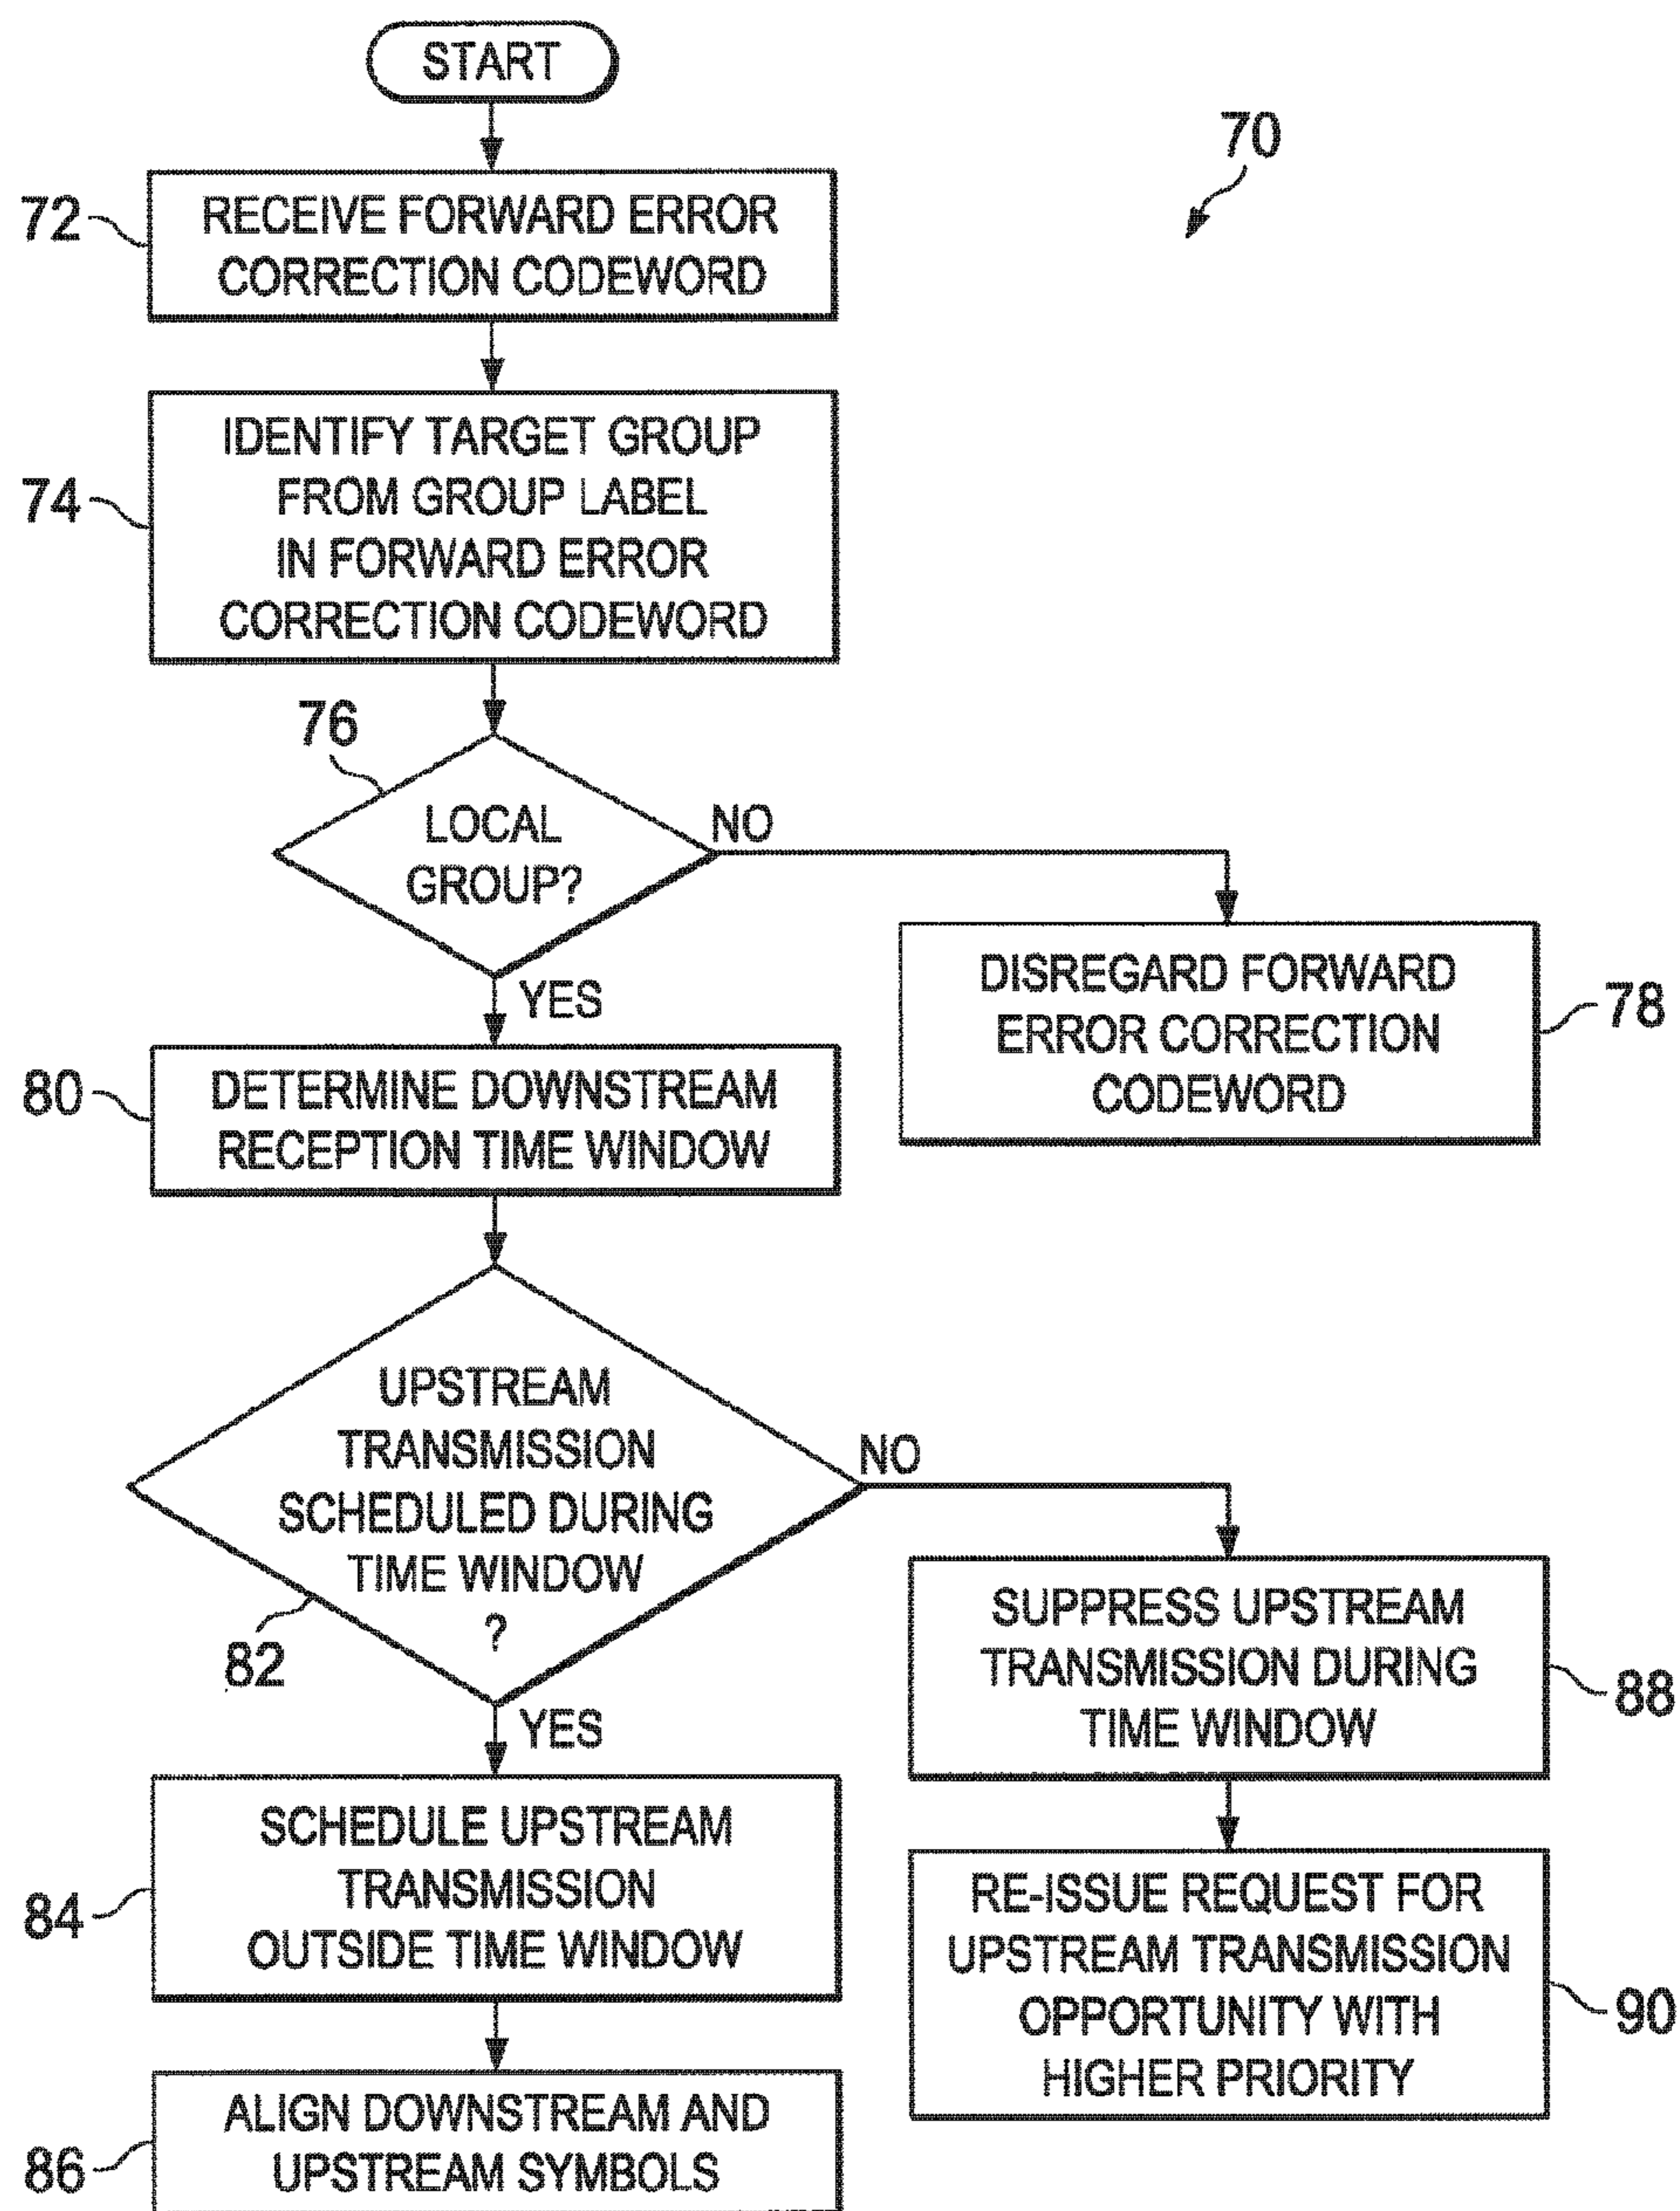 START
70
72
RECEIVE FORWARD ERROR
CORRECTION CODEWORD
74
IDENTIFY TARGET GROUP
FROM GROUP LABEL
IN FORWARD ERROR
CORRECTION CODEWORD
76
LOCAL
GROUP?
NO
YES
DISREGARD FORWARD
ERROR CORRECTION
CODEWORD
78
80
DETERMINE DOWNSTREAM
RECEPTION TIME WINDOW
UPSTREAM
TRANSMISSION
SCHEDULED DURING
TIME WINDOW
?
82
NO
YES
SUPPRESS UPSTREAM
TRANSMISSION DURING
TIME WINDOW
88
84
SCHEDULE UPSTREAM
TRANSMISSION
OUTSIDE TIME WINDOW
RE-ISSUE REQUEST FOR
UPSTREAM TRANSMISSION
OPPORTUNITY WITH
HIGHER PRIORITY
90
86
ALIGN DOWNSTREAM AND
UPSTREAM SYMBOLS